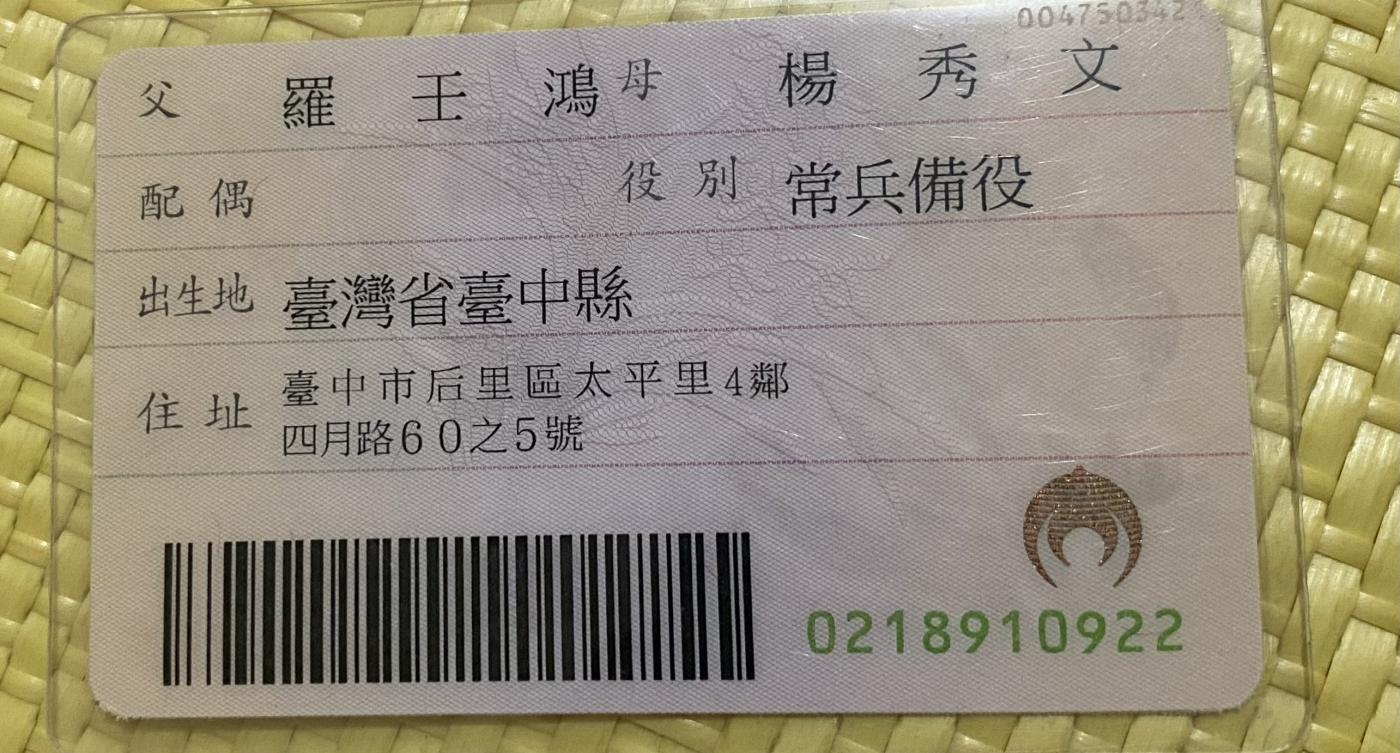 004750342
父 羅壬鴻 母 楊秀文
配偶 役別 常兵備役
出生地 臺灣省臺中縣
住址 臺中市后里區太平里4鄰
四月路60之5號
0218910922